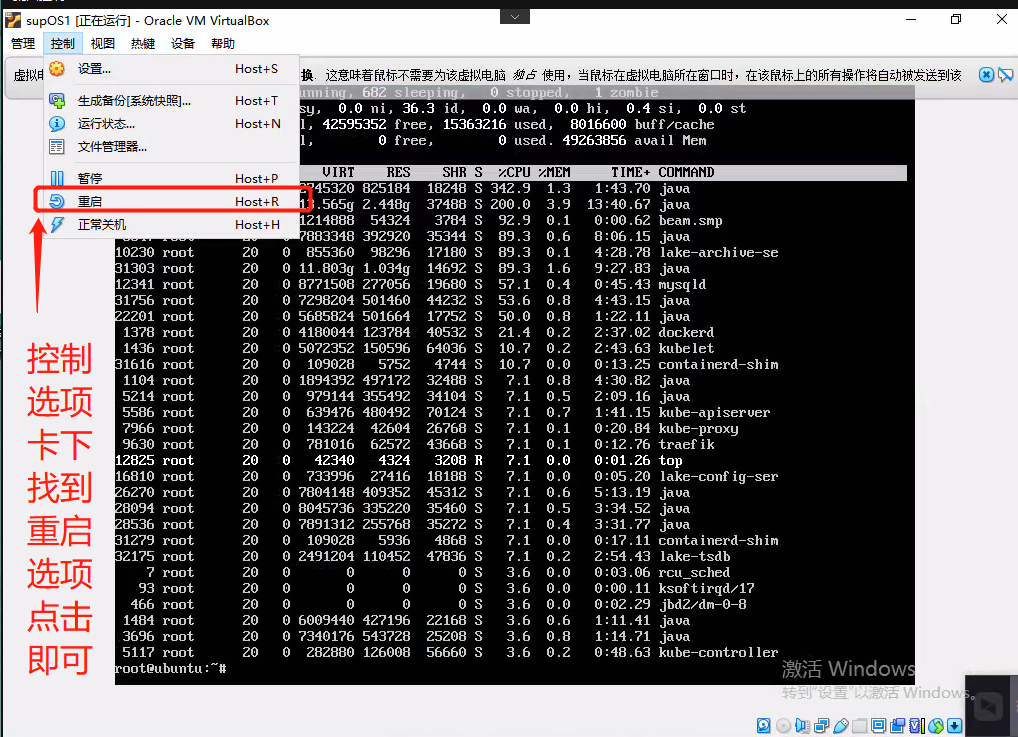 supOS1 [正在运行] - Oracle VM VirtualBox
管理 控制 视图 热键 设备 帮助
设置... Host+S
生成备份[系统快照]... Host+T
运行状态... Host+N
文件管理器...
暂停 Host+P
重启 Host+R
正常关机 Host+H
虚拟电
换. 这意味着鼠标不需要为该虚拟电脑 独占 使用，当鼠标在虚拟电脑所在窗口时，在该鼠标上的所有操作将自动被发送到该
unning, 682 sleeping, 0 stopped, 1 zombie
sy, 0.0 ni, 36.3 id, 0.0 wa, 0.0 hi, 0.4 si, 0.0 st
l, 42595352 free, 15363216 used, 8016600 buff/cache
l, 0 free, 0 used. 49263856 avail Mem
VIRT RES SHR S %CPU %MEM TIME+ COMMAND
2745320 825184 18248 S 342.9 1.3 1:43.70 java
13.565g 2.448g 37488 S 200.0 3.9 13:40.67 java
1214888 54324 3784 S 92.9 0.1 0:00.62 beam.smp
7883348 392920 35344 S 89.3 0.6 8:06.15 java
10230 root 20 0 855360 98296 17180 S 89.3 0.1 4:28.78 lake-archive-se
31303 root 20 0 11.803g 1.034g 14692 S 89.3 1.6 9:27.83 java
12341 root 20 0 8771508 277056 19680 S 57.1 0.4 0:45.43 mysqld
31756 root 20 0 7298204 501460 44232 S 53.6 0.8 4:43.15 java
22201 root 20 0 5685824 501664 17752 S 50.0 0.8 1:22.11 java
1378 root 20 0 4180044 123784 40532 S 21.4 0.2 2:37.02 dockerd
1436 root 20 0 5072352 150596 64036 S 10.7 0.2 2:43.63 kubelet
31616 root 20 0 109028 5752 4744 S 10.7 0.0 0:13.25 containerd-shim
1104 root 20 0 1894392 497172 32488 S 7.1 0.8 4:30.82 java
5214 root 20 0 979144 355492 34104 S 7.1 0.5 2:09.16 java
5586 root 20 0 639476 480492 70124 S 7.1 0.7 1:41.15 kube-apiserver
7966 root 20 0 143224 42604 26768 S 7.1 0.1 0:20.84 kube-proxy
9630 root 20 0 781016 62572 43668 S 7.1 0.1 0:12.76 traefik
12825 root 20 0 42340 4324 3208 R 7.1 0.0 0:01.26 top
16810 root 20 0 733996 27416 18188 S 7.1 0.0 0:05.20 lake-config-ser
26270 root 20 0 7804148 409352 45312 S 7.1 0.6 5:13.19 java
28094 root 20 0 8045736 335220 35460 S 7.1 0.5 3:34.52 java
28536 root 20 0 7891312 255768 35272 S 7.1 0.4 3:31.77 java
31279 root 20 0 109028 5936 4868 S 7.1 0.0 0:17.11 containerd-shim
32175 root 20 0 2491204 110452 47836 S 7.1 0.2 2:54.43 lake-tsdb
7 root 20 0 0 0 0 S 3.6 0.0 0:03.06 rcu_sched
93 root 20 0 0 0 0 S 3.6 0.0 0:00.11 ksoftirqd/17
466 root 20 0 0 0 0 S 3.6 0.0 0:02.29 jbd2/dm-0-8
1484 root 20 0 6009440 427196 22168 S 3.6 0.6 1:11.41 java
3696 root 20 0 7340176 543728 25208 S 3.6 0.8 1:14.71 java
5117 root 20 0 282880 126008 56660 S 3.6 0.2 0:48.63 kube-controller
root@ubuntu:~#
控制
选项
卡下
找到
重启
选项
点击
即可
激活 Windows
转到"设置"以激活 Windows。